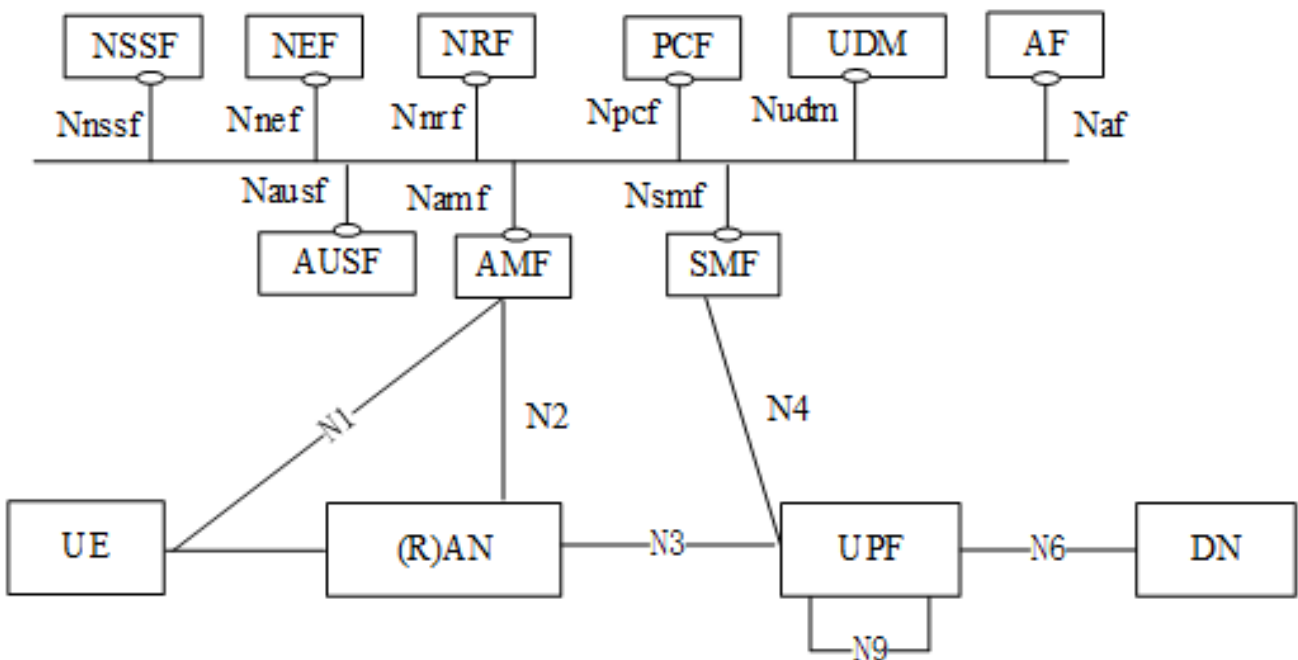 NSSF
NEF
NRF
PCF
UDM
AF
Nnssf
Nnef
Nnrf
Npcf
Nudm
Naf
Nausf
Namf
Nsmf
AUSF
AMF
SMF
N1
N2
N4
UE
(R)AN
N3
UPF
N6
DN
N9